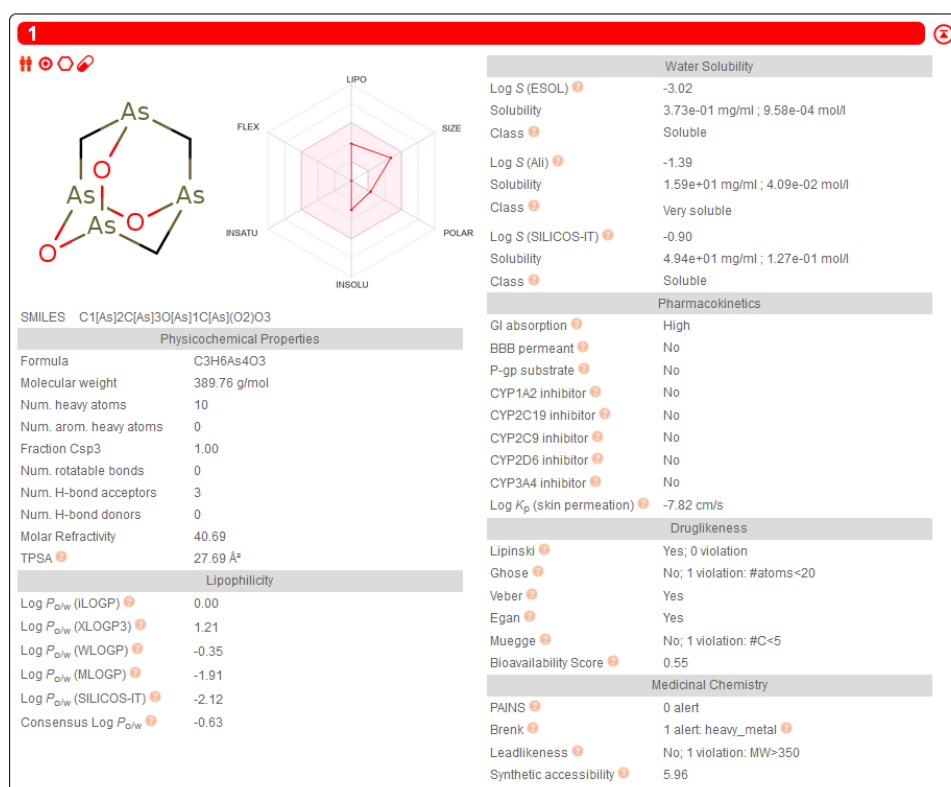 1
LIPO
SIZE
POLAR
INSOLU
INSATU
FLEX
As
O
As
As
As
O
O
SMILES C1[As]2C[As]3O[As]1C[As](O2)O3
Physicochemical Properties
Formula C3H6As4O3
Molecular weight 389.76 g/mol
Num. heavy atoms 10
Num. arom. heavy atoms 0
Fraction Csp3 1.00
Num. rotatable bonds 0
Num. H-bond acceptors 3
Num. H-bond donors 0
Molar Refractivity 40.69
TPSA ? 27.69 Å²
Lipophilicity
Log Po/w (iLOGP) ? 0.00
Log Po/w (XLOGP3) ? 1.21
Log Po/w (WLOGP) ? -0.35
Log Po/w (MLOGP) ? -1.91
Log Po/w (SILICOS-IT) ? -2.12
Consensus Log Po/w ? -0.63
Water Solubility
Log S (ESOL) ? -3.02
Solubility 3.73e-01 mg/ml ; 9.58e-04 mol/l
Class ? Soluble
Log S (Ali) ? -1.39
Solubility 1.59e+01 mg/ml ; 4.09e-02 mol/l
Class ? Very soluble
Log S (SILICOS-IT) ? -0.90
Solubility 4.94e+01 mg/ml ; 1.27e-01 mol/l
Class ? Soluble
Pharmacokinetics
GI absorption ? High
BBB permeant ? No
P-gp substrate ? No
CYP1A2 inhibitor ? No
CYP2C19 inhibitor ? No
CYP2C9 inhibitor ? No
CYP2D6 inhibitor ? No
CYP3A4 inhibitor ? No
Log Kp (skin permeation) ? -7.82 cm/s
Druglikeness
Lipinski ? Yes; 0 violation
Ghose ? No; 1 violation: #atoms<20
Veber ? Yes
Egan ? Yes
Muegge ? No; 1 violation: #C<5
Bioavailability Score ? 0.55
Medicinal Chemistry
PAINS ? 0 alert
Brenk ? 1 alert: heavy_metal ?
Leadlikeness ? No; 1 violation: MW>350
Synthetic accessibility ? 5.96